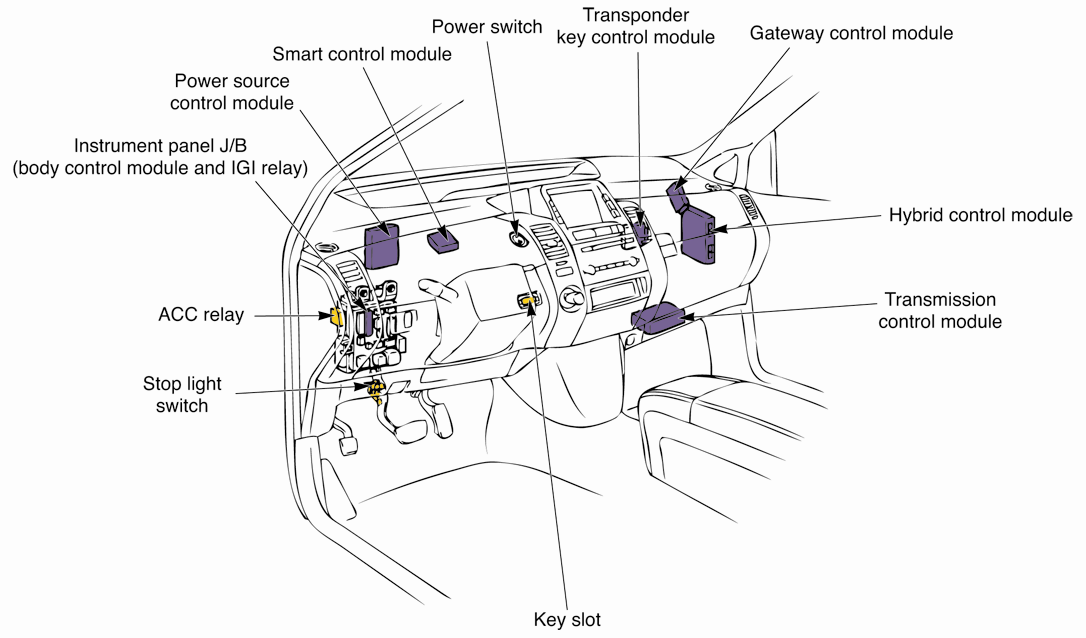 Transponder
key control module
Power switch
Gateway control module
Smart control module
Power source
control module
Instrument panel J/B
(body control module and IGI relay)
Hybrid control module
ACC relay
Transmission
control module
Stop light
switch
Key slot